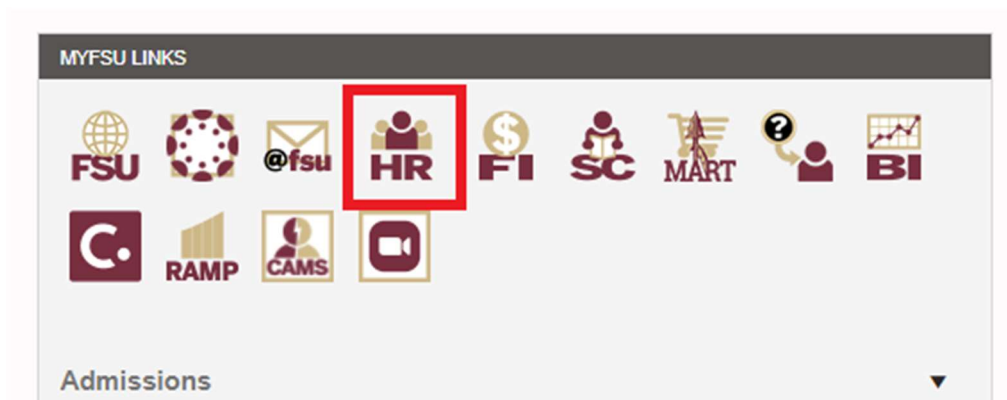 MYFSU LINKS
FSU @fsu HR FI SC MART ? BI
C. RAMP CAMS
Admissions